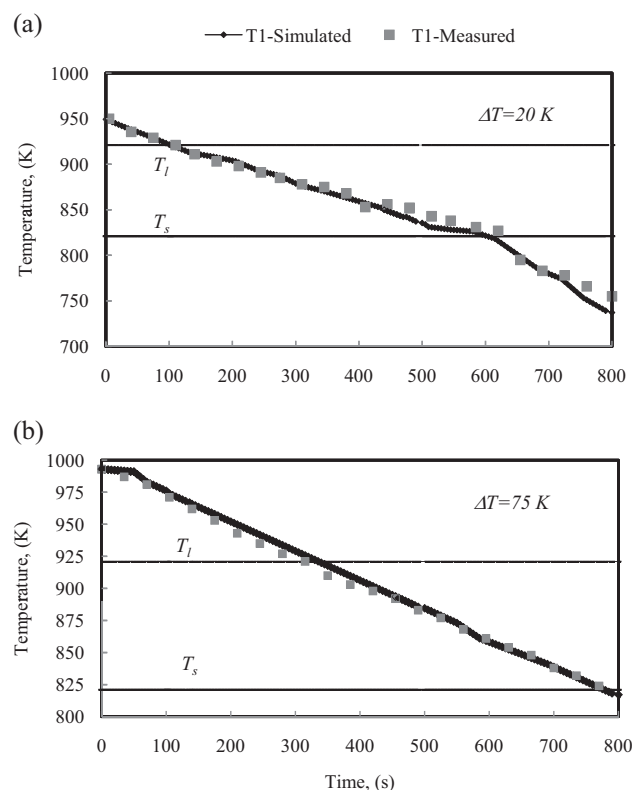 (a)
T1-Simulated T1-Measured
1000
950
900
850
800
750
700
Temperature, (K)
ΔT=20 K
T_l
T_s
0 100 200 300 400 500 600 700 800
(b)
1000
975
950
925
900
875
850
825
800
Temperature, (K)
ΔT=75 K
T_l
T_s
0 100 200 300 400 500 600 700 800
Time, (s)